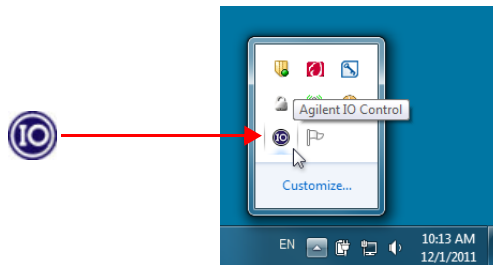 Agilent IO Control
IO
IO
Customize...
EN
10:13 AM
12/1/2011